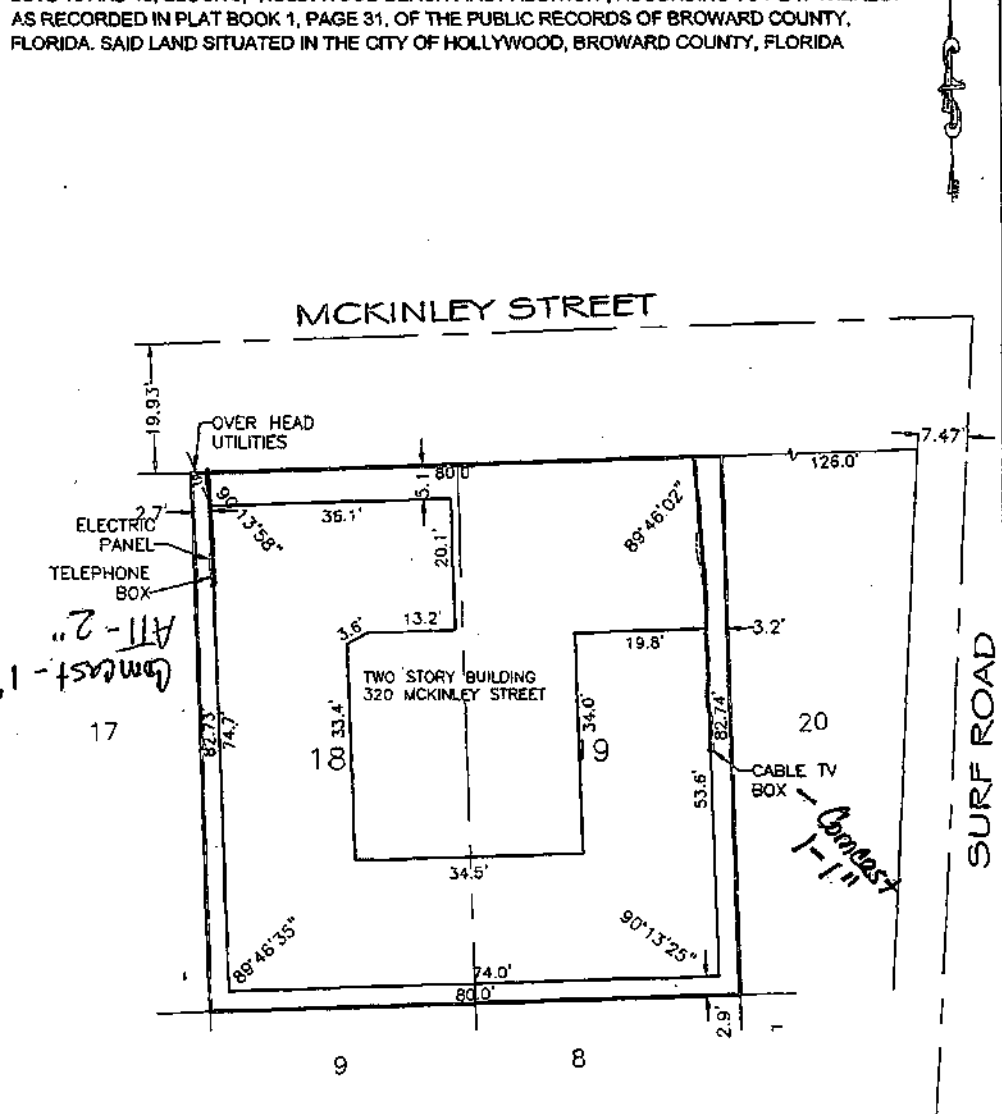 AS RECORDED IN PLAT BOOK 1, PAGE 31, OF THE PUBLIC RECORDS OF BROWARD COUNTY,
FLORIDA. SAID LAND SITUATED IN THE CITY OF HOLLYWOOD, BROWARD COUNTY, FLORIDA
MCKINLEY STREET
19.93'
OVER HEAD
UTILITIES
7.47'
126.0'
80.0'
5.1
2.7'
90°13'58"
36.1'
20.1'
89°46'02"
ELECTRIC
PANEL
TELEPHONE
BOX
ATT - 2"
Comcast - 1"
13.2'
3.6'
19.8'
3.2'
TWO STORY BUILDING
320 MCKINLEY STREET
17
82.73'
74.7'
18
33.4'
34.0'
9
82.74'
20
SURF ROAD
CABLE TV
BOX
53.6'
Comcast
1-1"
34.5'
89°46'35"
90°13'25"
74.0'
80.0'
2.9'
9
8